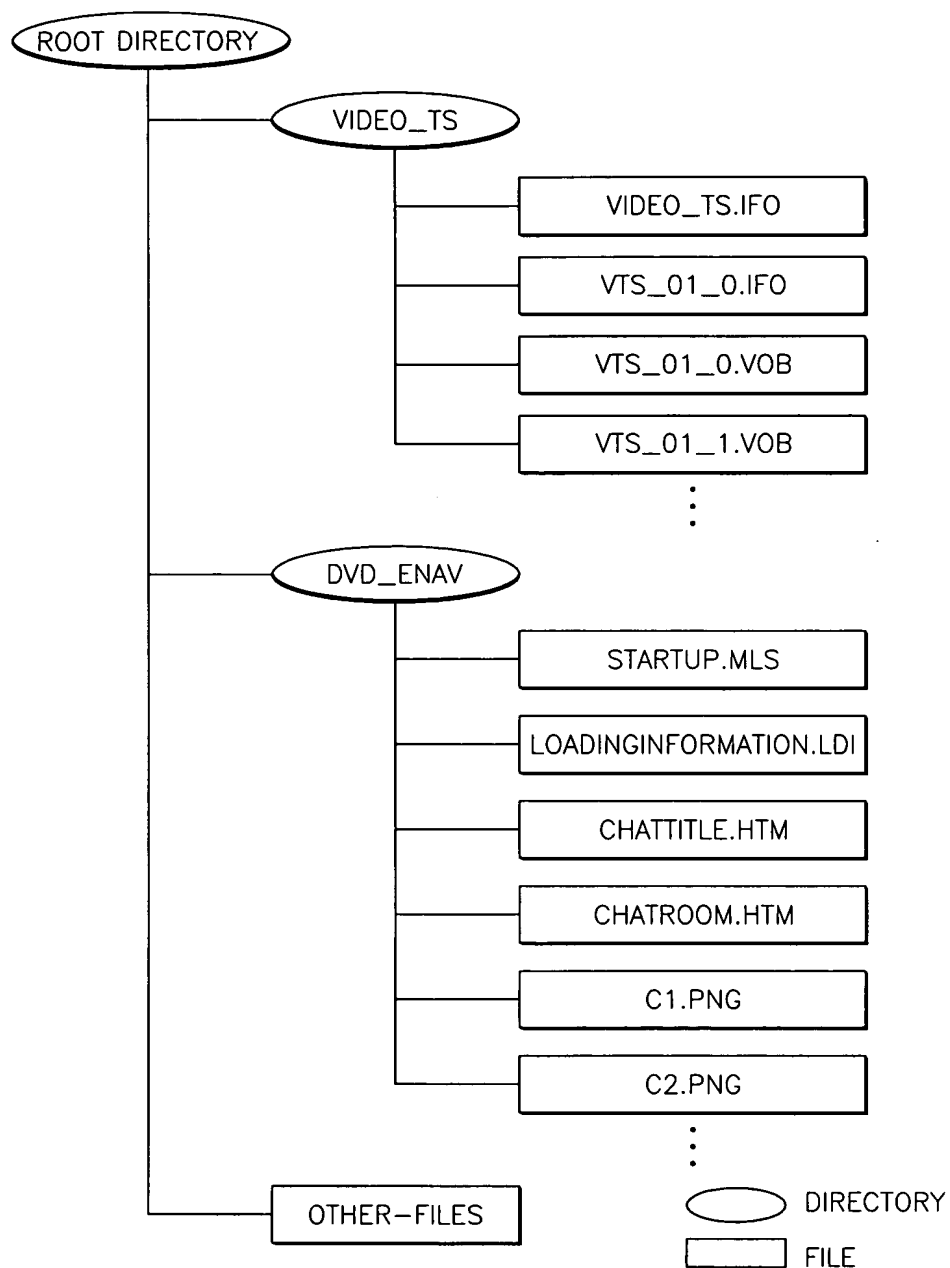 ROOT DIRECTORY
VIDEO_TS
VIDEO_TS.IFO
VTS_01_0.IFO
VTS_01_0.VOB
VTS_01_1.VOB
DVD_ENAV
STARTUP.MLS
LOADINGINFORMATION.LDI
CHATTITLE.HTM
CHATROOM.HTM
C1.PNG
C2.PNG
OTHER-FILES
DIRECTORY
FILE